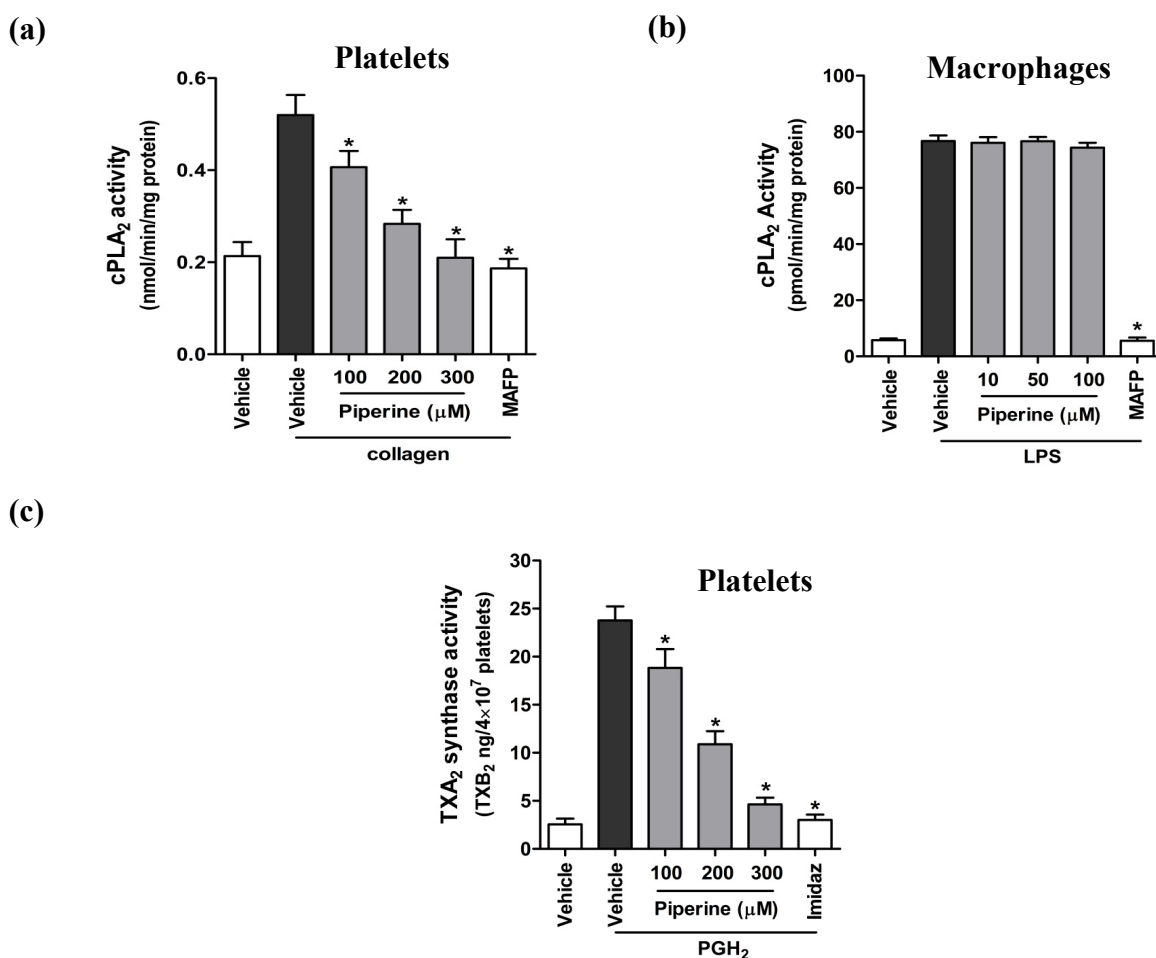 (a)
Platelets
cPLA₂ activity
(nmol/min/mg protein)
0.6
0.4
0.2
0.0
*
*
*
*
Vehicle
Vehicle
100
200
300
MAFP
Piperine (μM)
collagen
(b)
Macrophages
cPLA₂ Activity
(pmol/min/mg protein)
100
80
60
40
20
0
*
Vehicle
Vehicle
10
50
100
MAFP
Piperine (μM)
LPS
(c)
Platelets
TXA₂ synthase activity
(TXB₂ ng/4×10⁷ platelets)
30
25
20
15
10
5
0
*
*
*
*
Vehicle
Vehicle
100
200
300
Imidaz
Piperine (μM)
PGH₂